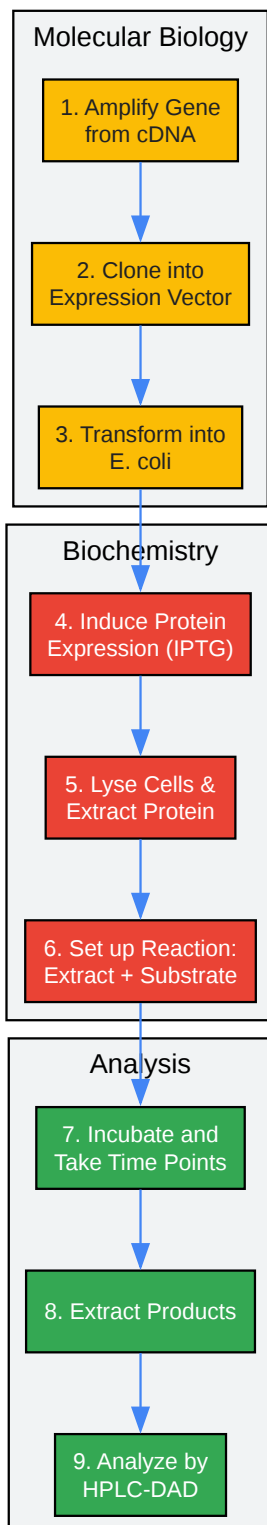 Molecular Biology
1. Amplify Gene
from cDNA
2. Clone into
Expression Vector
3. Transform into
E. coli
Biochemistry
4. Induce Protein
Expression (IPTG)
5. Lyse Cells &
Extract Protein
6. Set up Reaction:
Extract + Substrate
Analysis
7. Incubate and
Take Time Points
8. Extract Products
9. Analyze by
HPLC-DAD